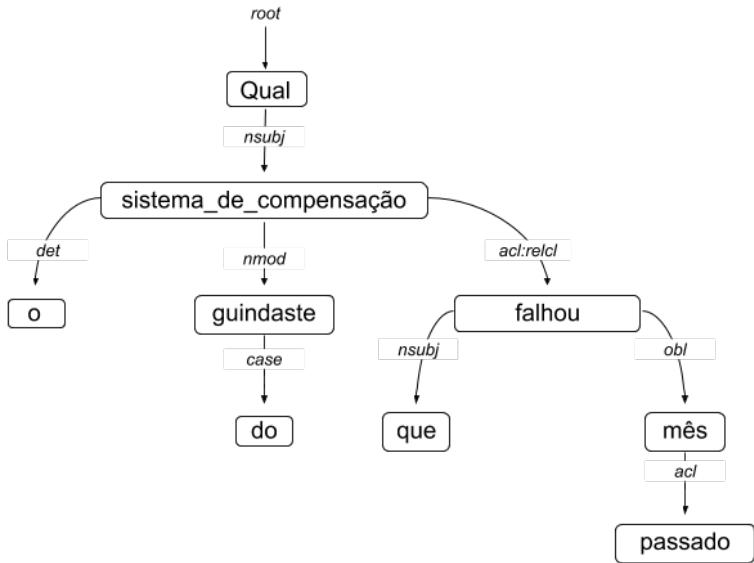 root
Qual
nsubj
sistema_de_compensação
det
nmod
acl:relcl
o
guindaste
falhou
case
nsubj
obl
do
que
mês
acl
passado